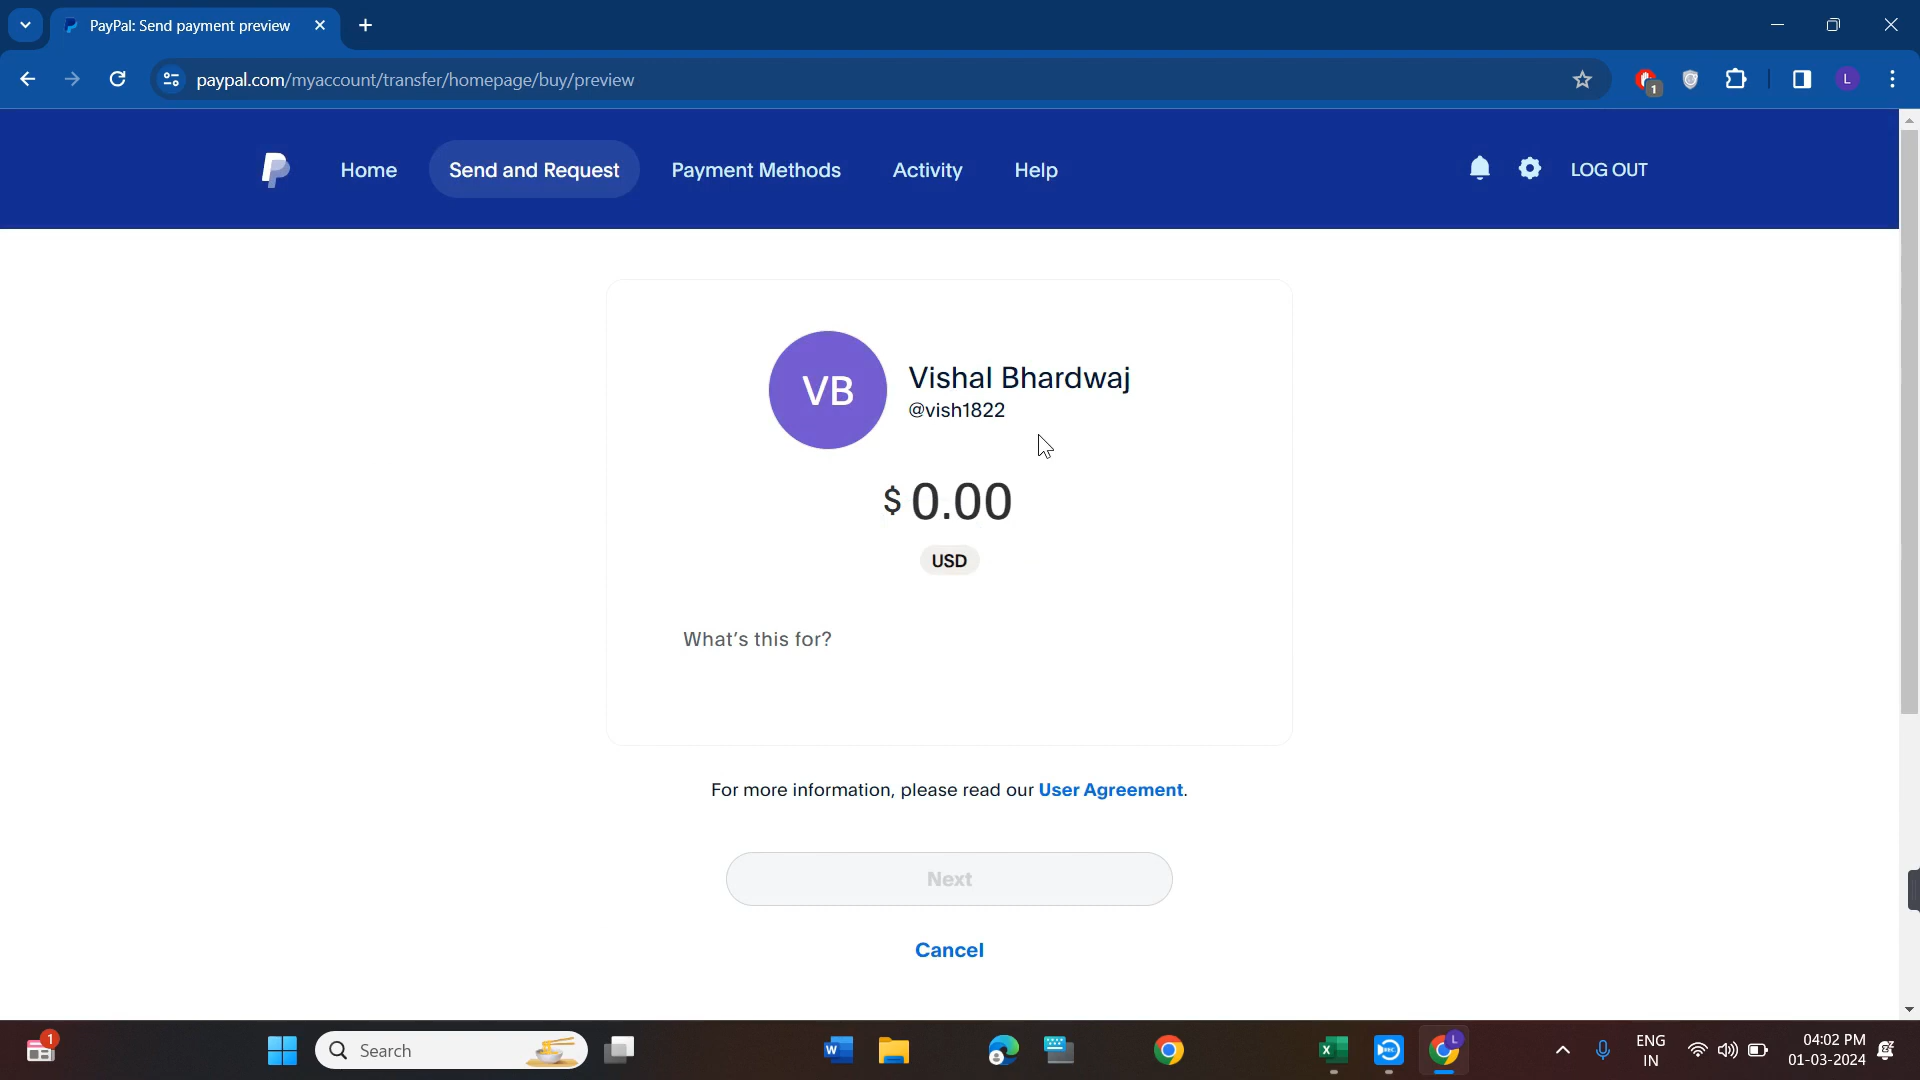 PayPal: Send payment preview
paypal.com/myaccount/transfer/homepage/buy/preview
1
L
Home
Send and Request
Payment Methods
Activity
Help
LOG OUT
VB
Vishal Bhardwaj
@vish1822
$ 0.00
USD
What's this for?
For more information, please read our User Agreement.
Next
Cancel
1
Search
ENG
IN
04:02 PM
01-03-2024